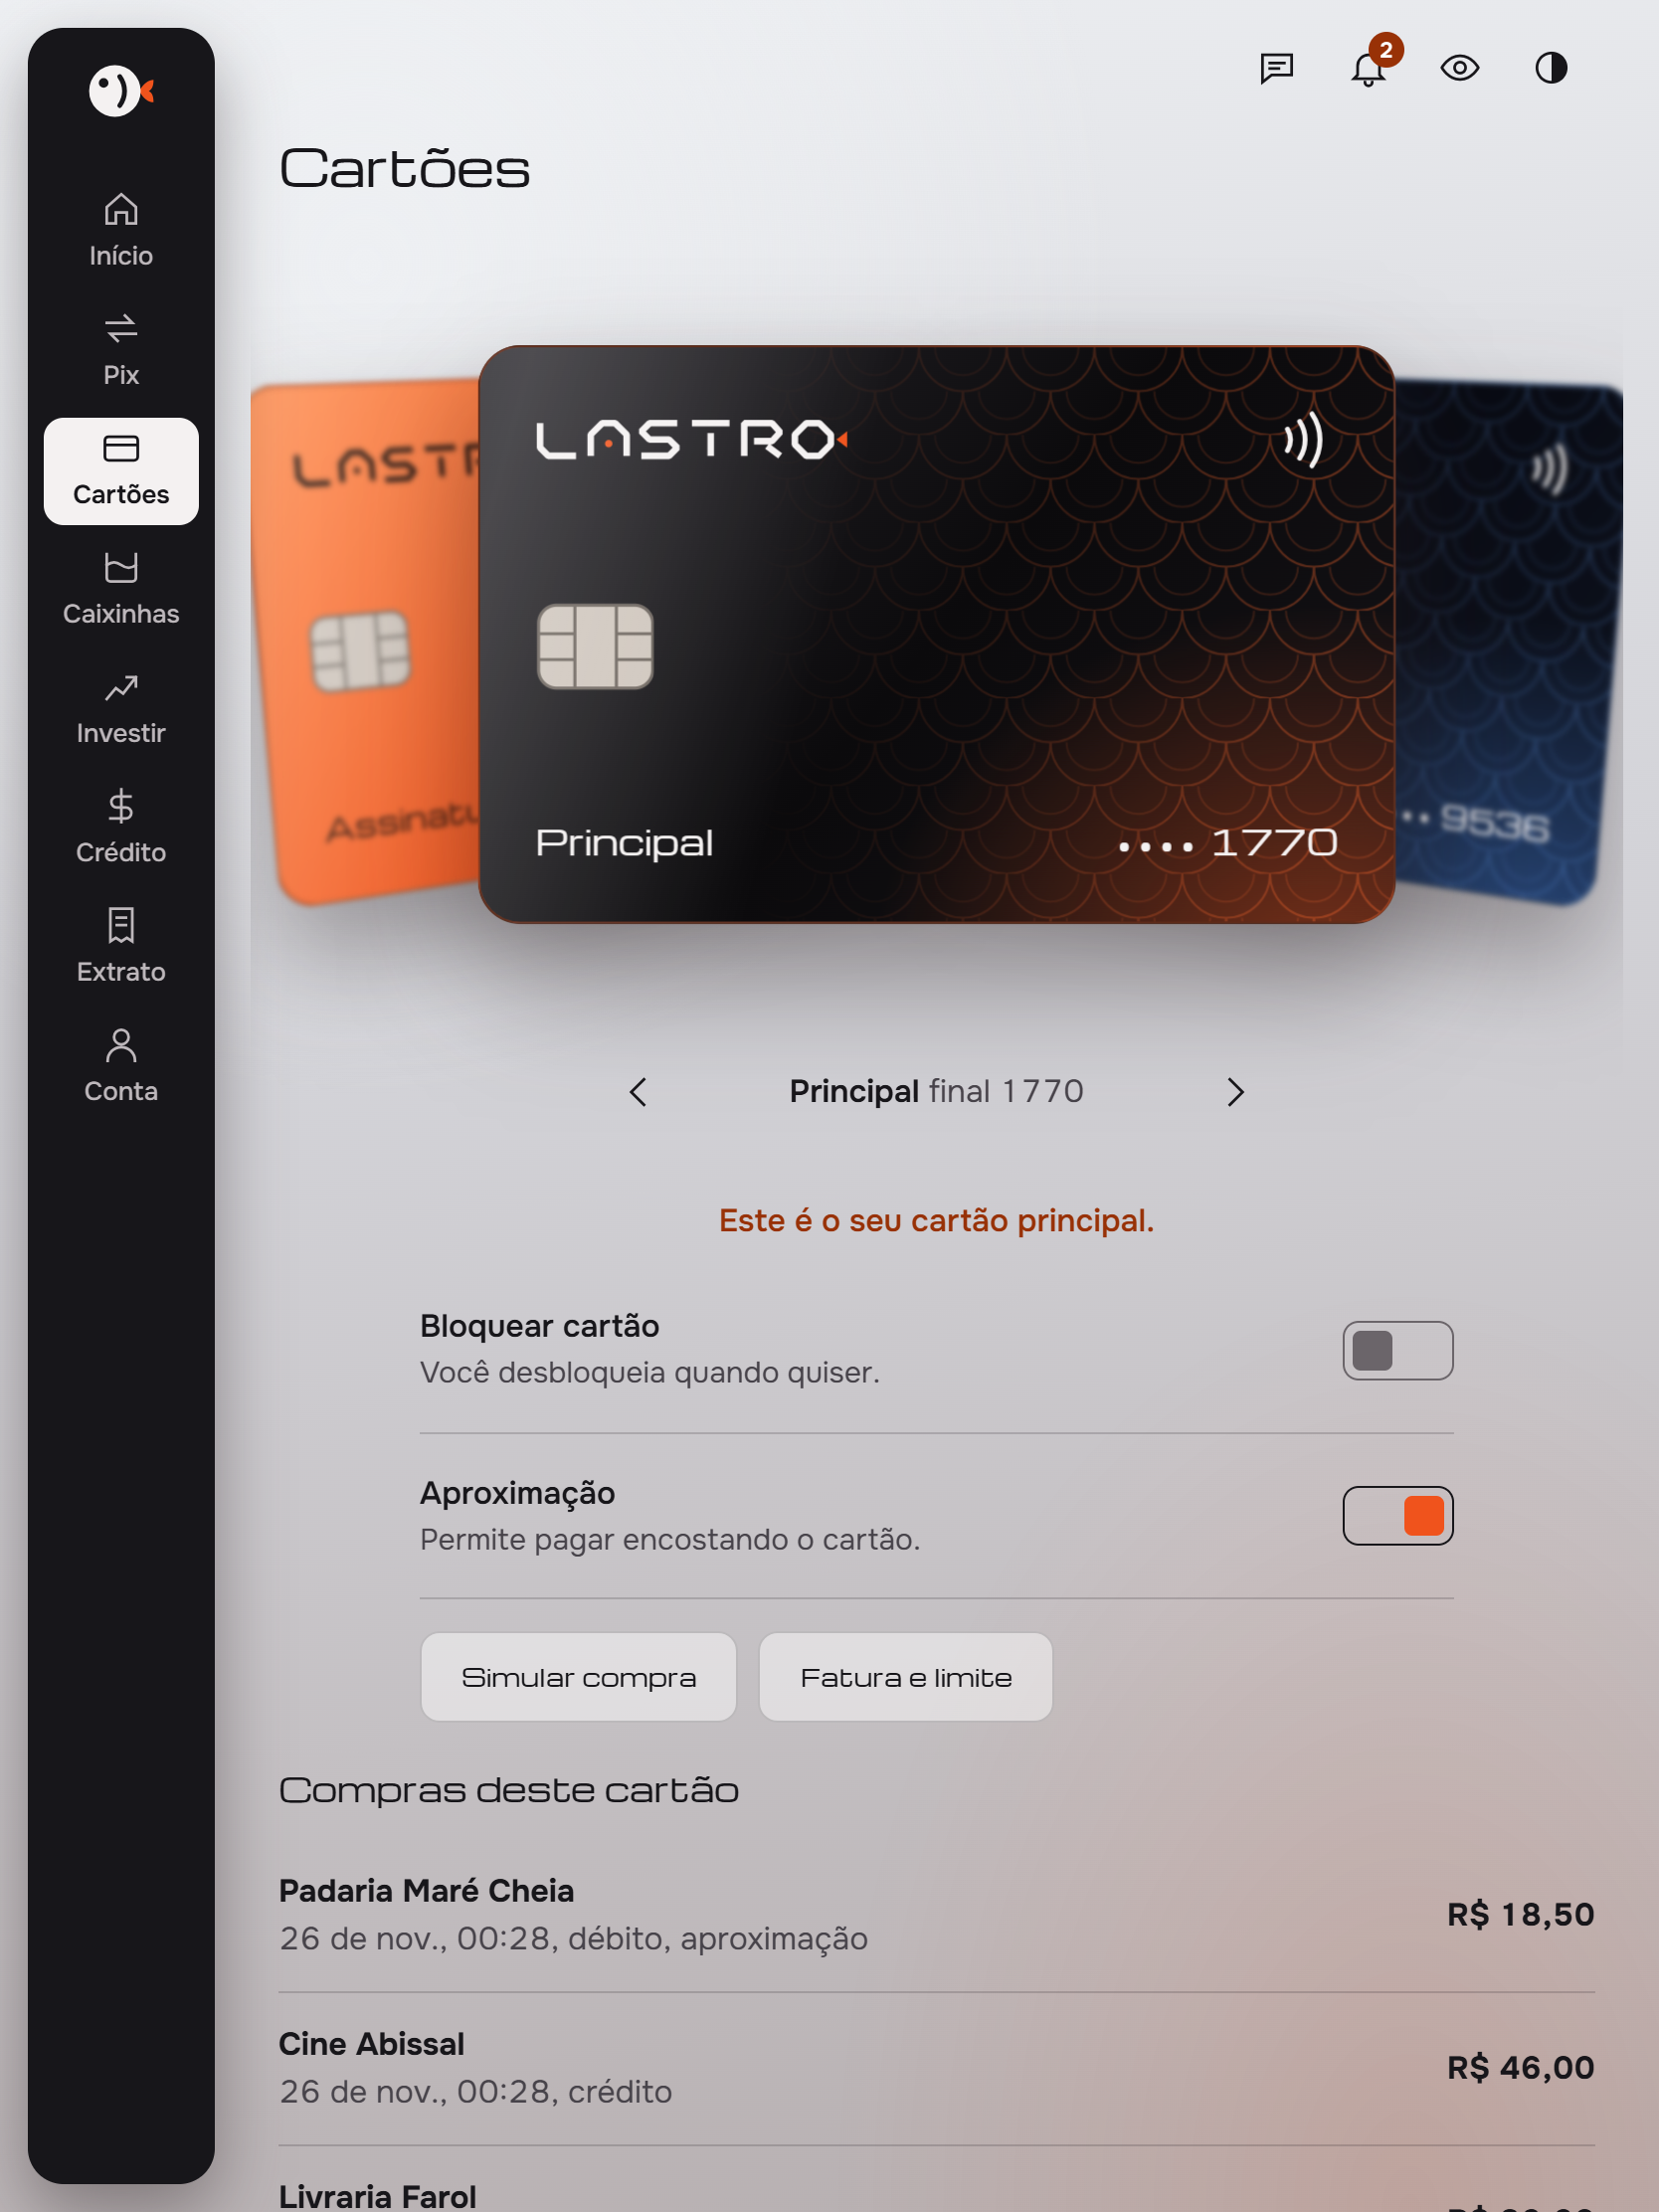 2
Cartões
Início
Pix
Cartões
Caixinhas
Investir
Crédito
Extrato
Conta
LASTR
LASTRO
Assinatu
Principal
•••• 1770
•• 9536
Principal final 1770
Este é o seu cartão principal.
Bloquear cartão
Você desbloqueia quando quiser.
Aproximação
Permite pagar encostando o cartão.
Simular compra
Fatura e limite
Compras deste cartão
Padaria Maré Cheia
26 de nov., 00:28, débito, aproximação
R$ 18,50
Cine Abissal
26 de nov., 00:28, crédito
R$ 46,00
Livraria Farol